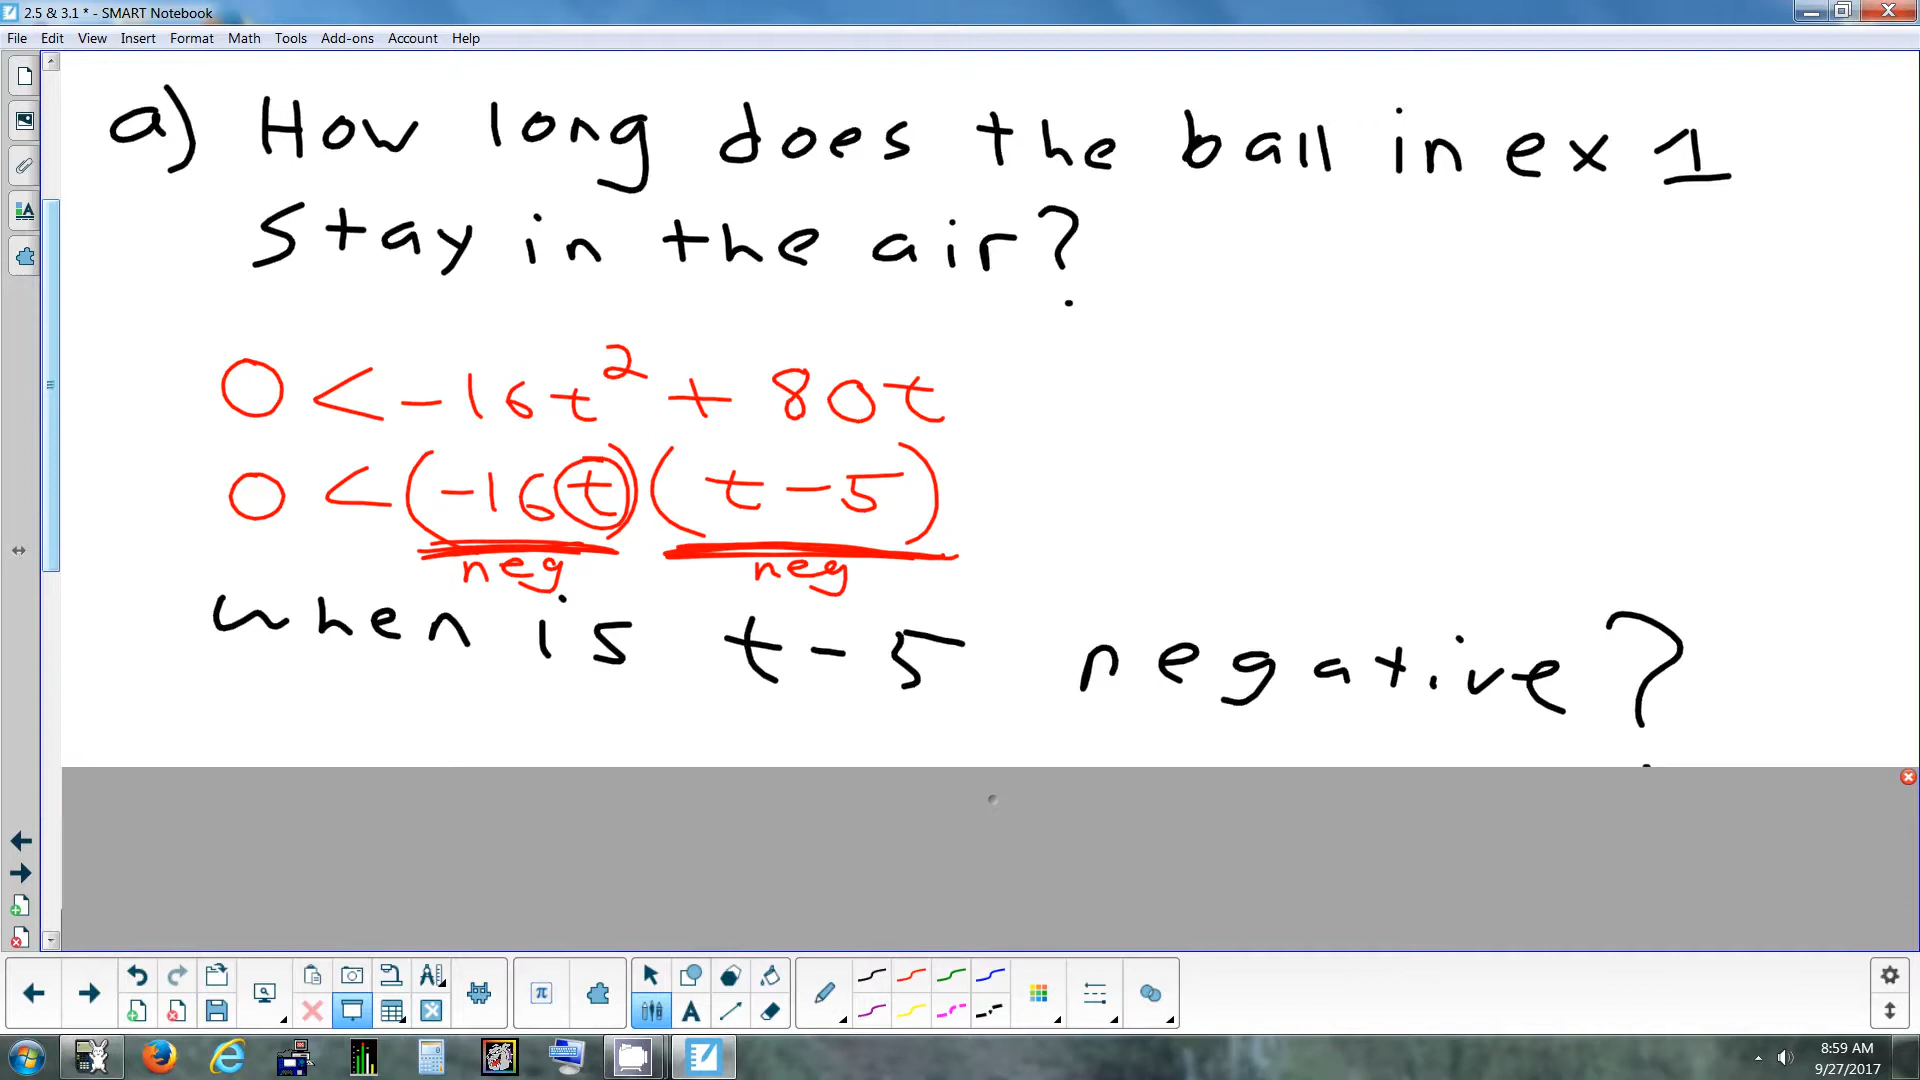 2.5 & 3.1 * - SMART Notebook
File Edit View Insert Format Math Tools Add-ons Account Help
a) How long does the ball in ex 1
stay in the air?
0 < -16t² + 80t
0 < (-16t)(t-5)
neg neg
when is t-5 negative?
8:59 AM
9/27/2017